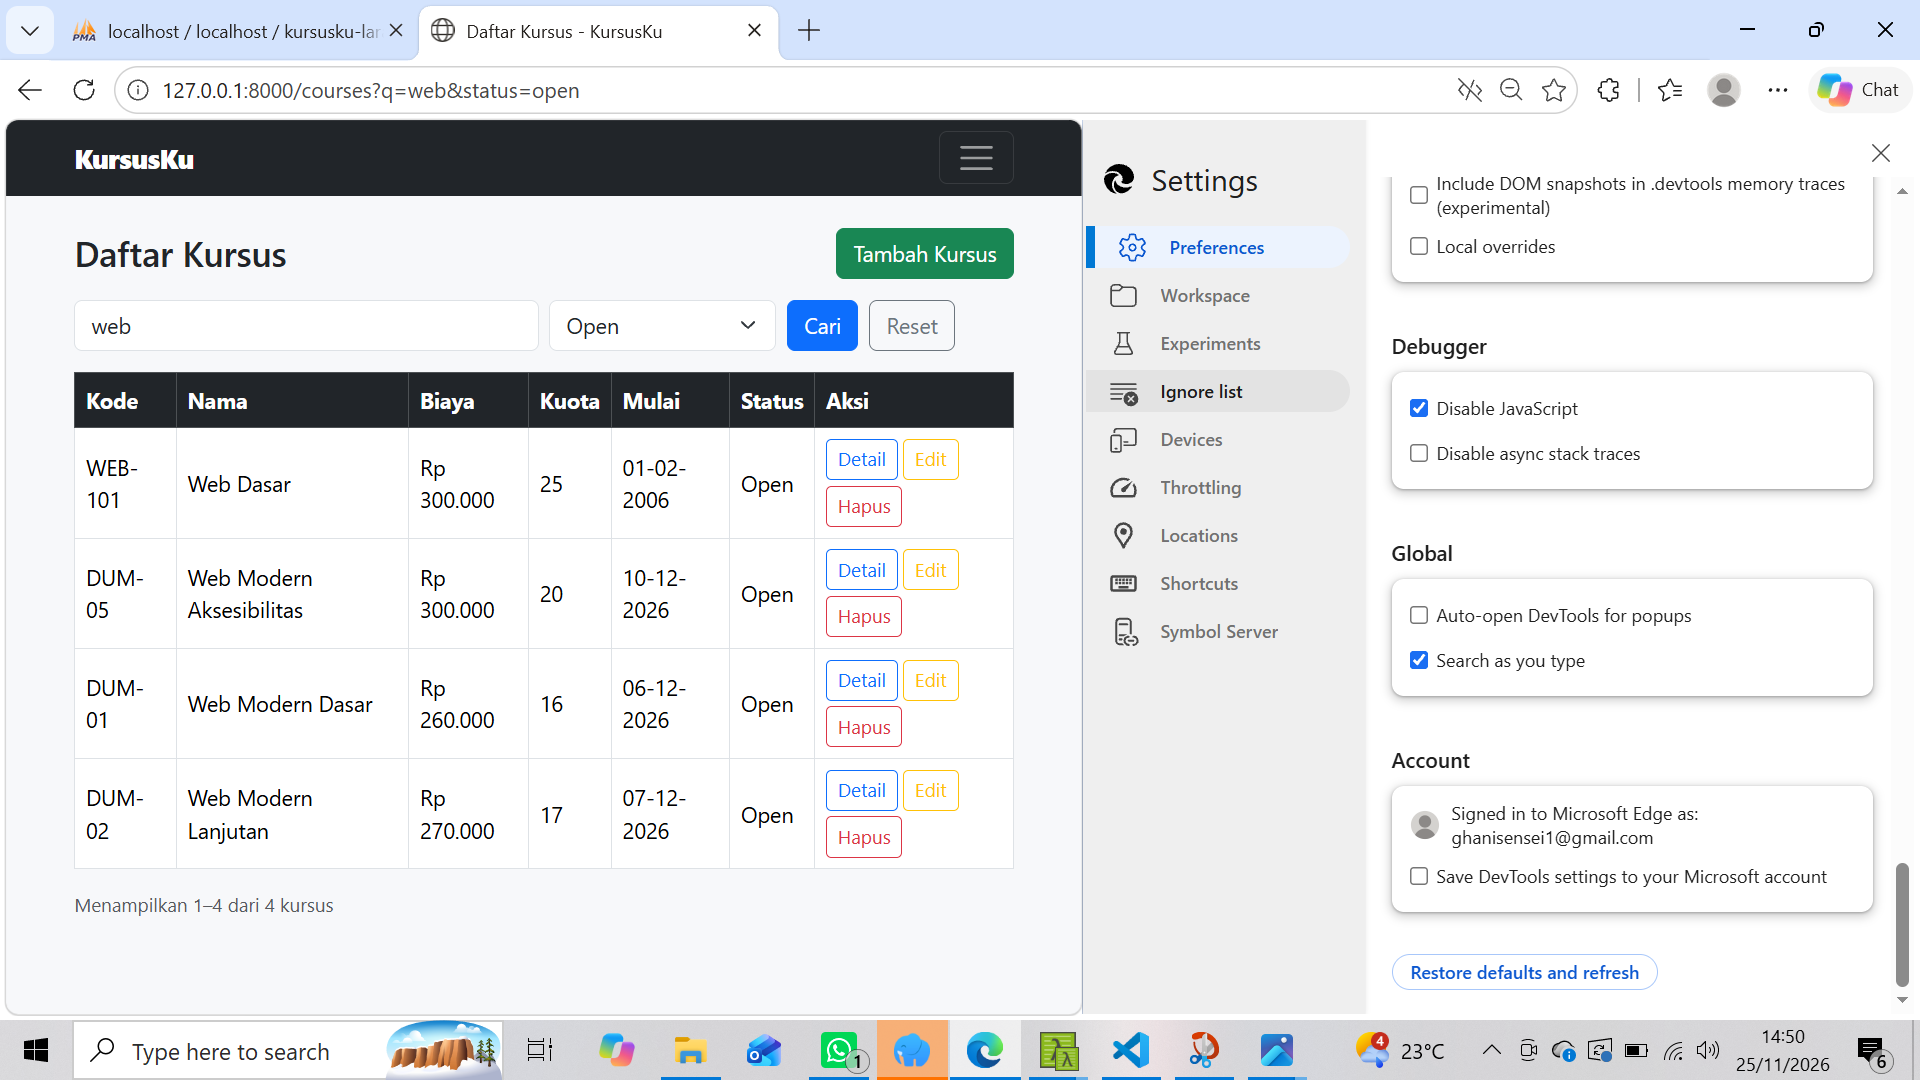 localhost / localhost / kursusku-lar
Daftar Kursus - KursusKu
127.0.0.1:8000/courses?q=web&status=open
Chat
KursusKu
Daftar Kursus
Tambah Kursus
web
Open
Cari
Reset
Kode Nama Biaya Kuota Mulai Status Aksi
WEB-101 Web Dasar Rp 300.000 25 01-02-2006 Open Detail Edit Hapus
DUM-05 Web Modern Aksesibilitas Rp 300.000 20 10-12-2026 Open Detail Edit Hapus
DUM-01 Web Modern Dasar Rp 260.000 16 06-12-2026 Open Detail Edit Hapus
DUM-02 Web Modern Lanjutan Rp 270.000 17 07-12-2026 Open Detail Edit Hapus
Menampilkan 1–4 dari 4 kursus
Settings
Preferences
Workspace
Experiments
Ignore list
Devices
Throttling
Locations
Shortcuts
Symbol Server
Include DOM snapshots in .devtools memory traces
(experimental)
Local overrides
Debugger
Disable JavaScript
Disable async stack traces
Global
Auto-open DevTools for popups
Search as you type
Account
Signed in to Microsoft Edge as:
ghanisensei1@gmail.com
Save DevTools settings to your Microsoft account
Restore defaults and refresh
Type here to search
1
4
23°C
14:50
25/11/2026
6